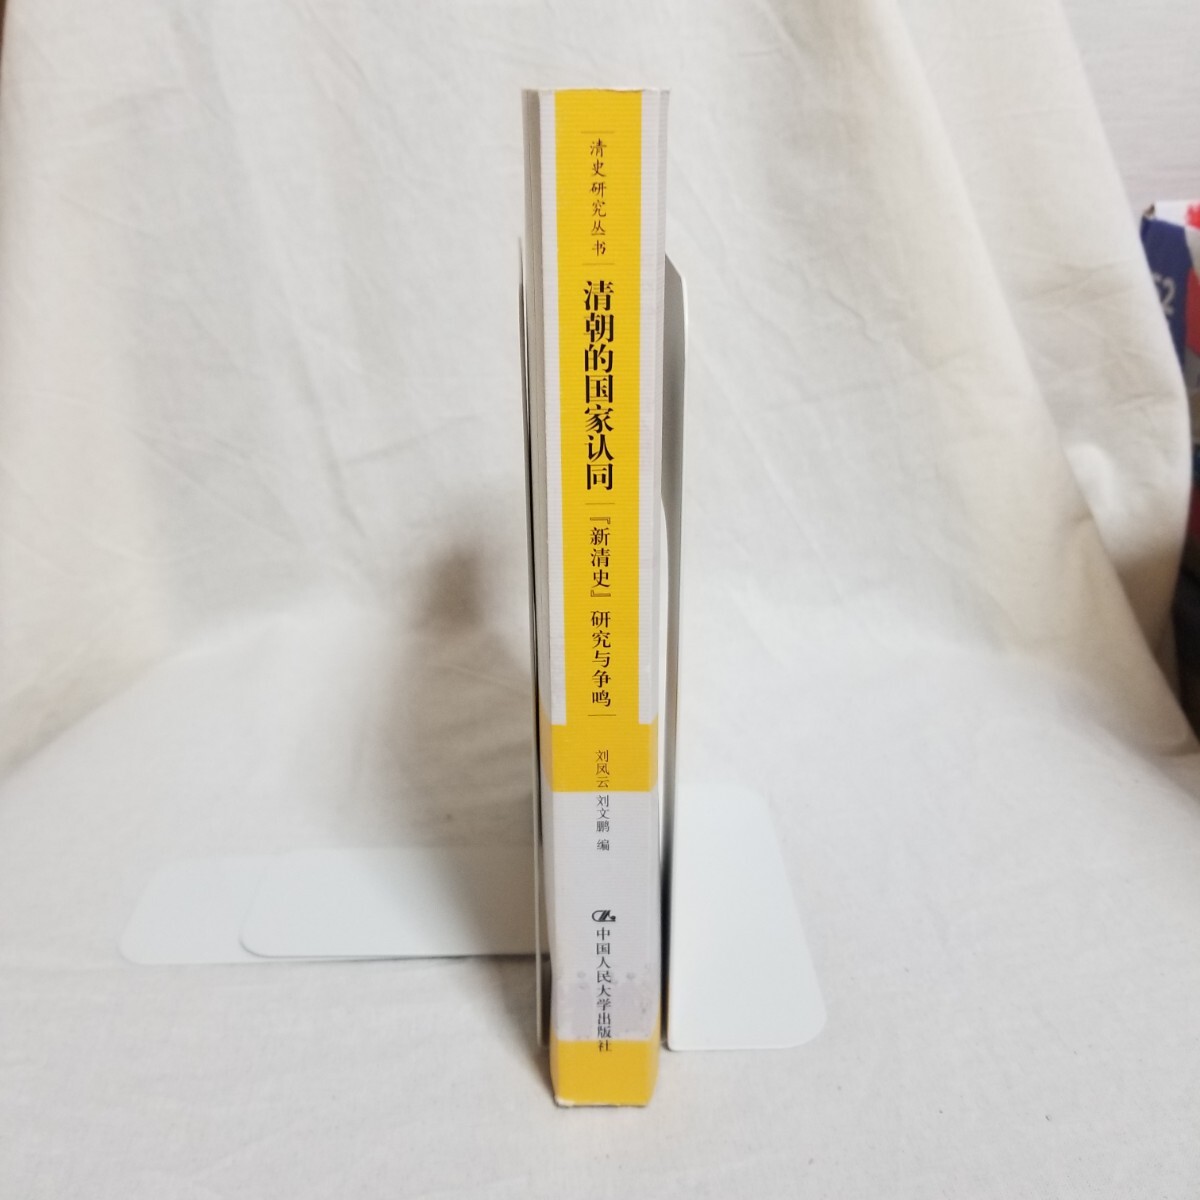 清史研究丛书
清朝的国家认同
『新清史』研究与争鸣
刘凤云 刘文鹏 编
中国人民大学出版社
52